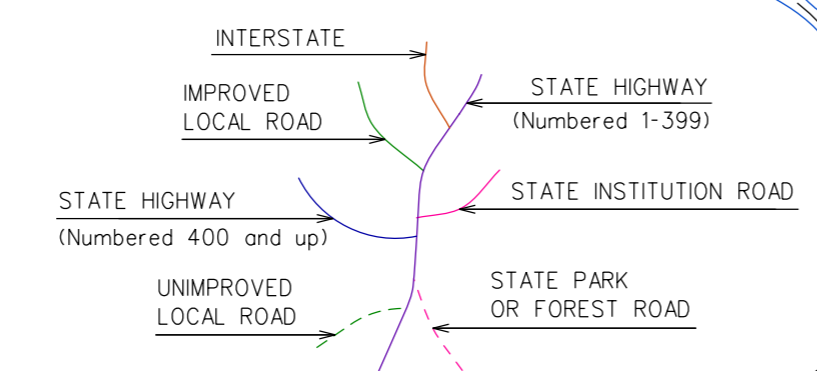 INTERSTATE
IMPROVED
LOCAL ROAD
STATE HIGHWAY
(Numbered 1-399)
STATE HIGHWAY
(Numbered 400 and up)
STATE INSTITUTION ROAD
UNIMPROVED
LOCAL ROAD
STATE PARK
OR FOREST ROAD